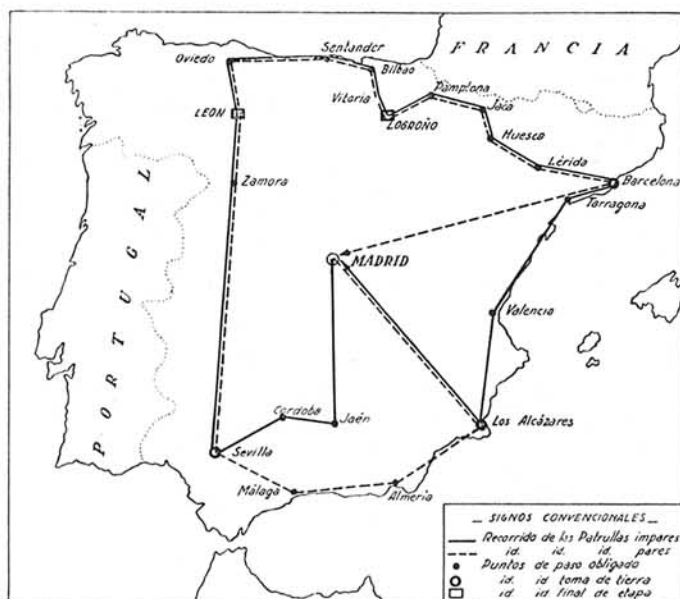 FRANCIA
Oviedo
Santander
Bilbao
Vitoria
Pamplona
LEON
LOGROÑO
Jaca
Huesca
Lérida
Zamora
Barcelona
Tarragona
PORTUGAL
MADRID
Valencia
Córdoba
Jaén
Los Alcázares
Sevilla
Málaga
Almería
_ SIGNOS CONVENCIONALES _
Recorrido de las Patrullas impares
id. id. id. pares
Puntos de paso obligado
id. id toma de tierra
id. id final de etapa